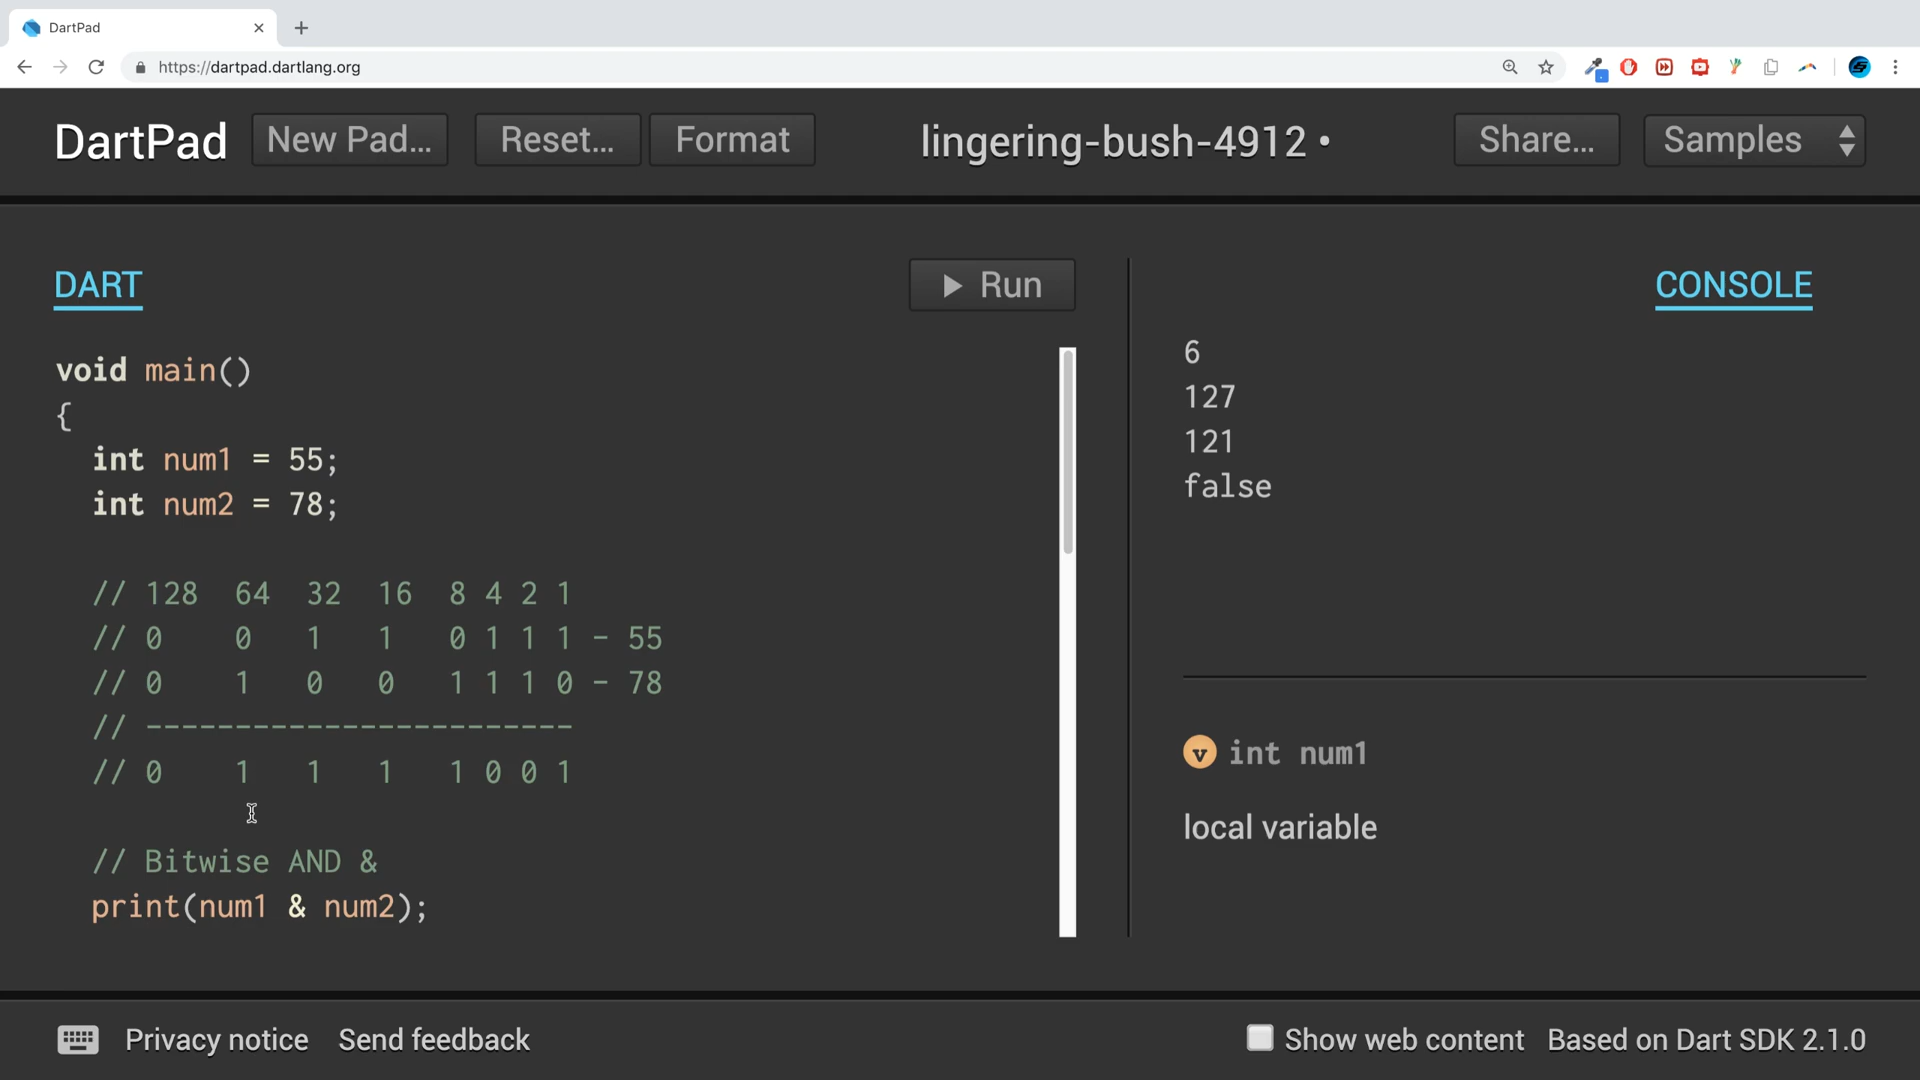 DartPad
https://dartpad.dartlang.org
DartPad
New Pad...
Reset...
Format
lingering-bush-4912 •
Share...
Samples
DART
Run
CONSOLE
void main()
{
int num1 = 55;
int num2 = 78;
// 128 64 32 16 8 4 2 1
// 0 0 1 1 0 1 1 1 - 55
// 0 1 0 0 1 1 1 0 - 78
// ------------------------
// 0 1 1 1 1 0 0 1
// Bitwise AND &
print(num1 & num2);
6
127
121
false
v int num1
local variable
Privacy notice
Send feedback
Show web content
Based on Dart SDK 2.1.0